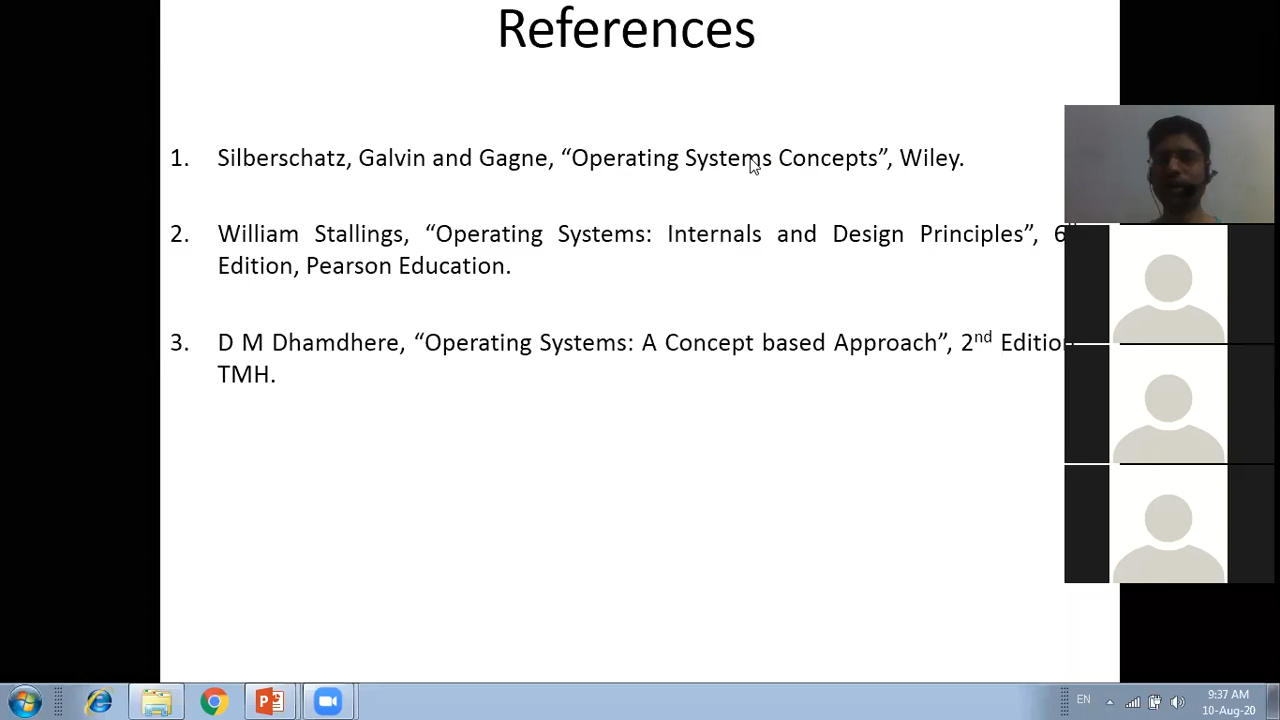 References
1. Silberschatz, Galvin and Gagne, “Operating Systems Concepts”, Wiley.
2. William Stallings, “Operating Systems: Internals and Design Principles”, 6th
Edition, Pearson Education.
3. D M Dhamdhere, “Operating Systems: A Concept based Approach”, 2nd Edition
TMH.
EN
9:37 AM
10-Aug-20